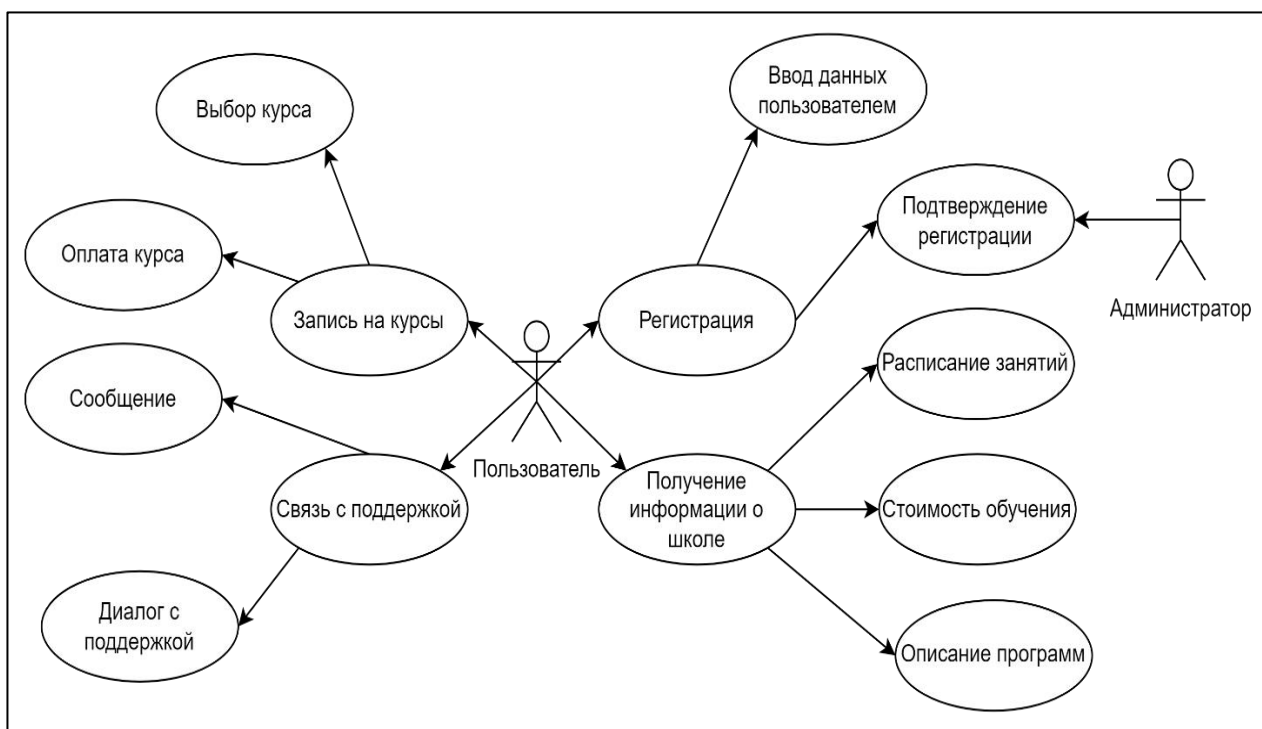 Выбор курса
Ввод данных
пользователем
Оплата курса
Подтверждение
регистрации
Запись на курсы
Регистрация
Администратор
Сообщение
Расписание занятий
Пользователь
Связь с поддержкой
Получение
информации о
школе
Стоимость обучения
Диалог с
поддержкой
Описание программ